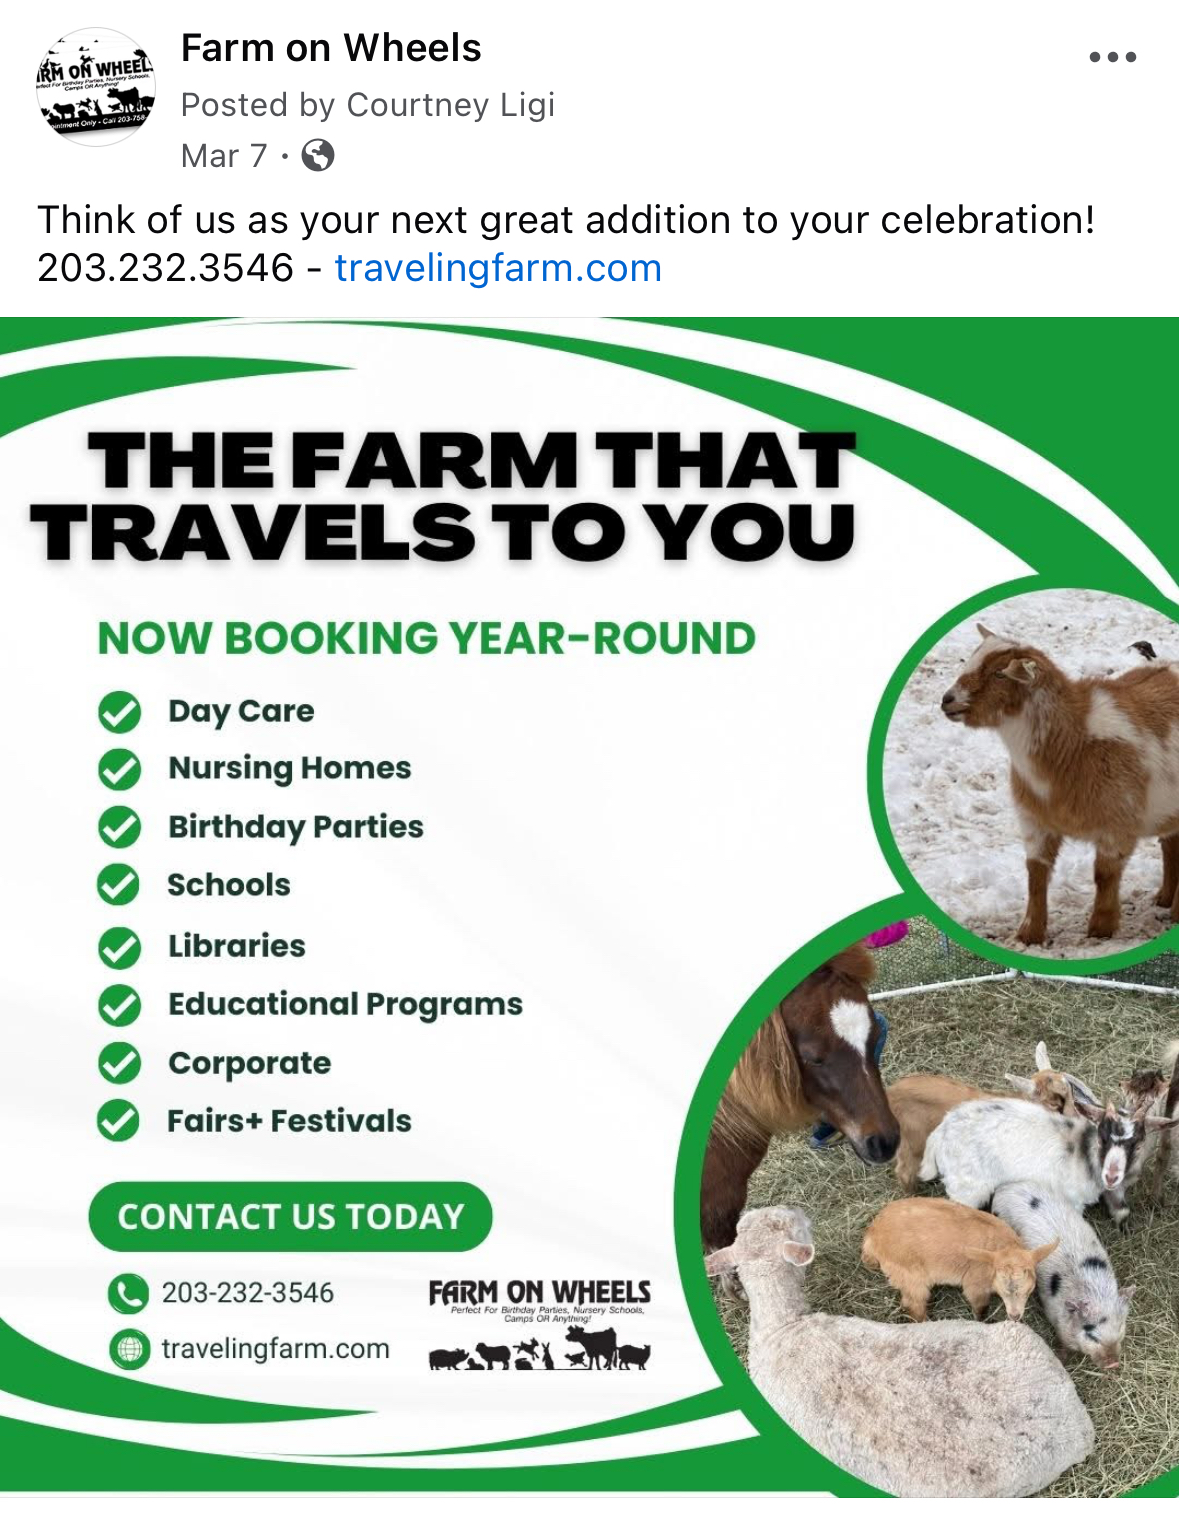 Farm on Wheels
Posted by Courtney Ligi
Mar 7 ·
ARM ON WHEEL
Perfect For Birthday Parties, Nursery Schools,
Camps OR Anything!
ointment Only - Call 203-758-
Think of us as your next great addition to your celebration!
203.232.3546 - travelingfarm.com
THE FARM THAT
TRAVELS TO YOU
NOW BOOKING YEAR-ROUND
Day Care
Nursing Homes
Birthday Parties
Schools
Libraries
Educational Programs
Corporate
Fairs+ Festivals
CONTACT US TODAY
203-232-3546
travelingfarm.com
FARM ON WHEELS
Perfect For Birthday Parties, Nursery Schools,
Camps OR Anything!